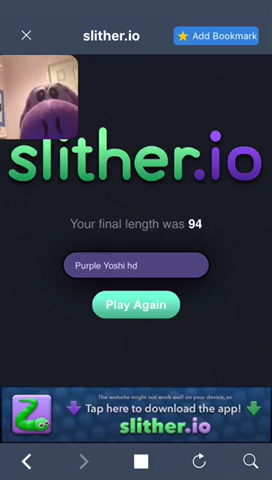 slither.io
Add Bookmark
slither.io
Your final length was 94
Purple Yoshi hd
Play Again
The website might not work well on your device, so
Tap here to download the app!
slither.io